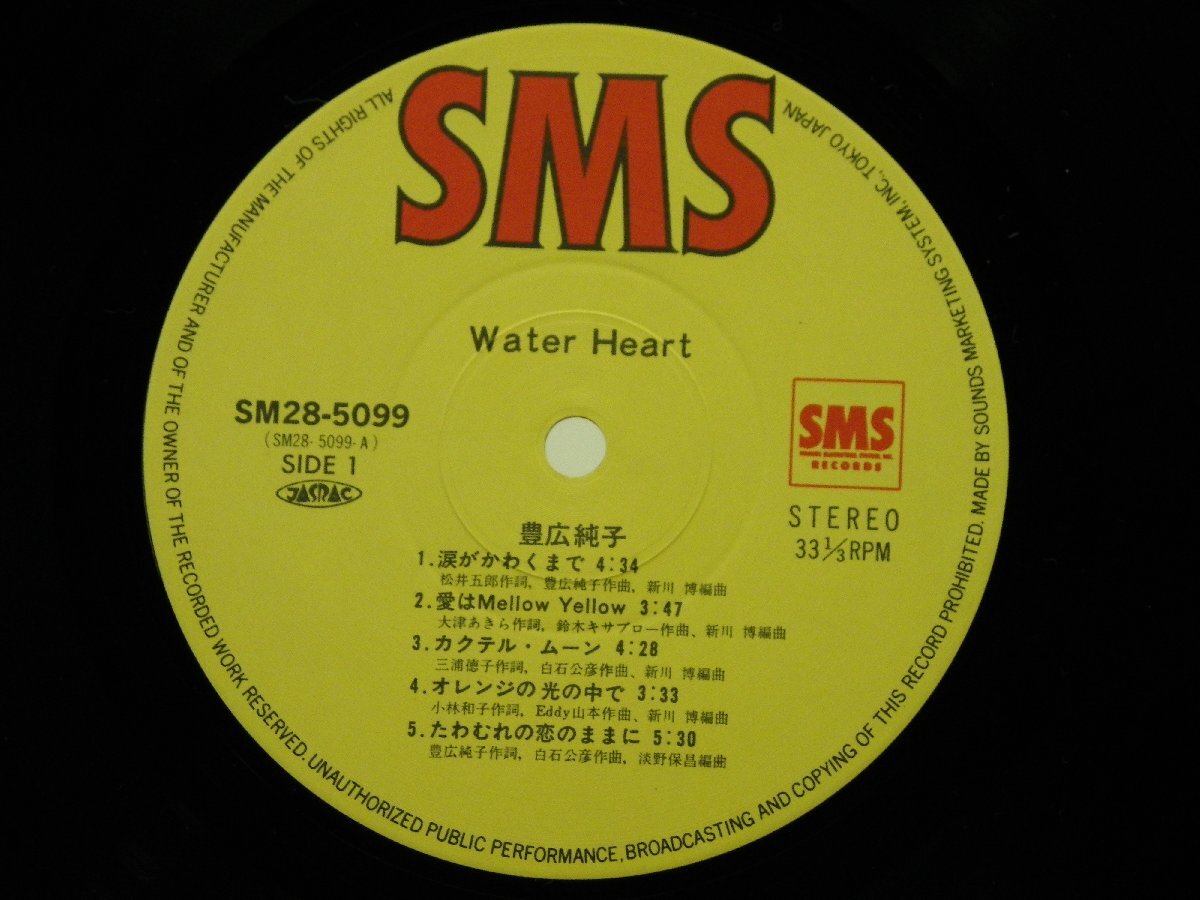 SMS
Water Heart
SM28-5099
(SM28-5099-A)
SIDE 1
JASRAC
SMS
SOUNDS MARKETING SYSTEM, INC.
RECORDS
STEREO
33 1/3 RPM
豊広純子
1. 涙がかわくまで 4:34
松井五郎作詞, 豊広純子作曲、新川 博編曲
2. 愛はMellow Yellow 3:47
大津あきら作詞, 鈴木キサブロー作曲、新川 博編曲
3. カクテル・ムーン 4:28
三浦徳子作詞, 白石公彦作曲、新川 博編曲
4. オレンジの光の中で 3:33
小林和子作詞, Eddy山本作曲、新川 博編曲
5. たわむれの恋のままに 5:30
豊広純子作詞, 白石公彦作曲, 淡野保昌編曲
ALL RIGHTS OF THE MANUFACTURER AND OF THE OWNER OF THE RECORDED WORK RESERVED. UNAUTHORIZED PUBLIC PERFORMANCE, BROADCASTING AND COPYING OF THIS RECORD PROHIBITED. MADE BY SOUNDS MARKETING SYSTEM, INC., TOKYO JAPAN.